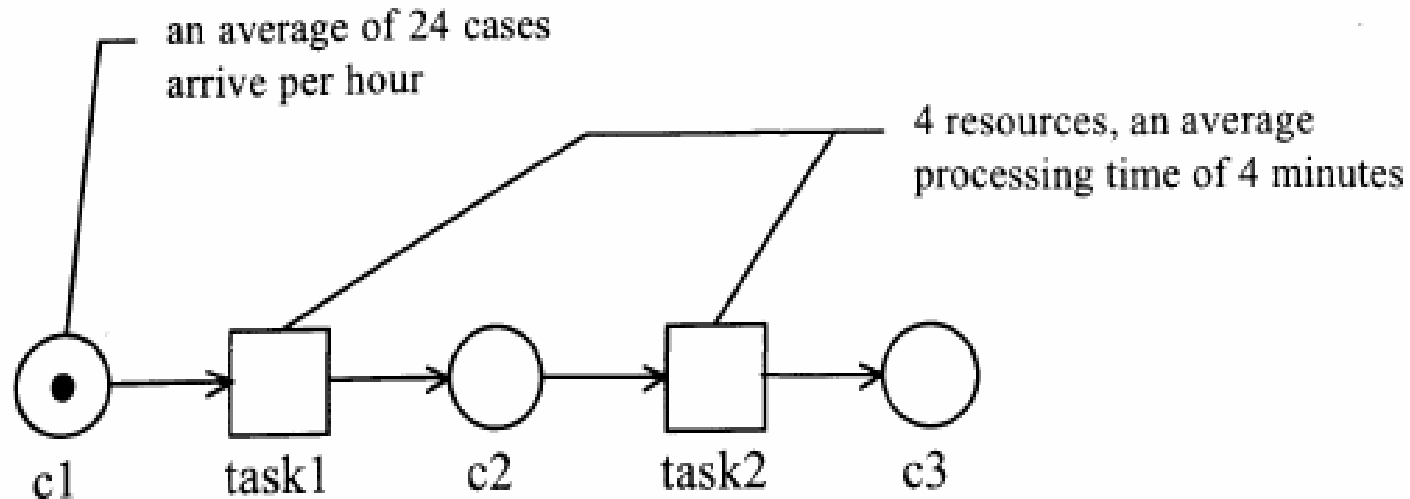 an average of 24 cases
arrive per hour
4 resources, an average
processing time of 4 minutes
c1
task1
c2
task2
c3